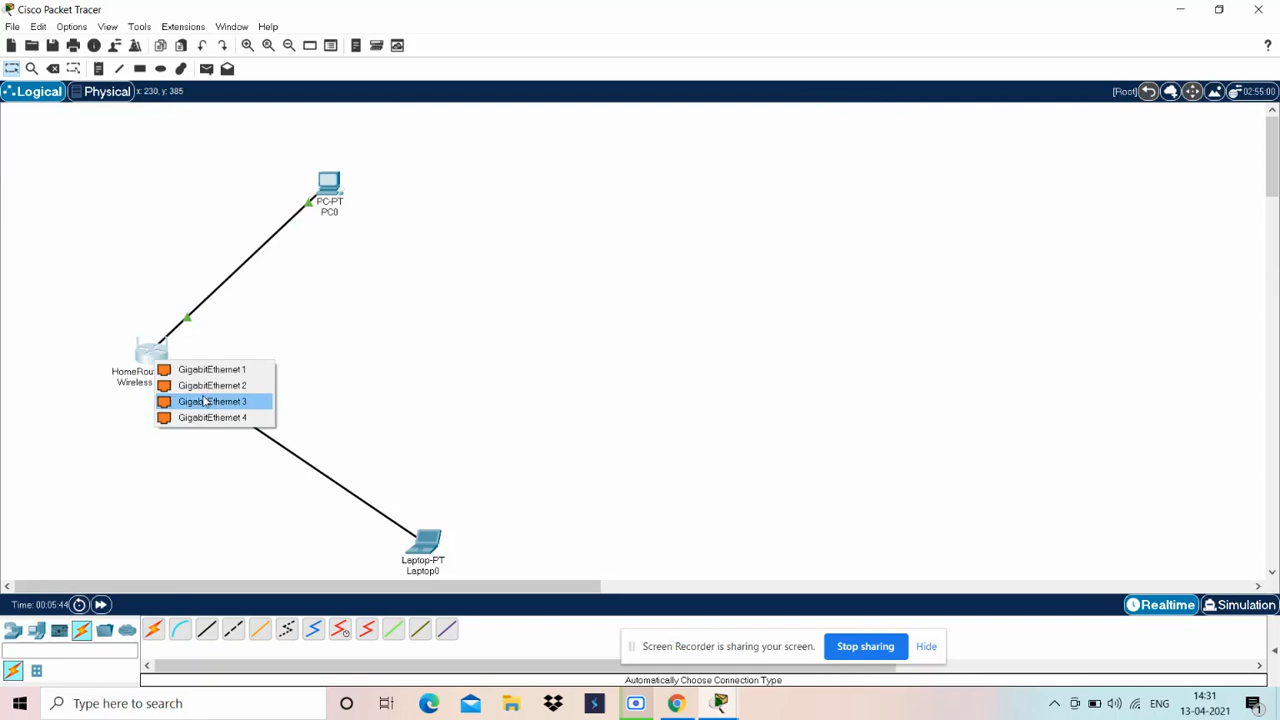 Cisco Packet Tracer
File Edit Options View Tools Extensions Window Help
Logical Physical x: 230, y: 385 [Root] 02:55:00
PC-PT
PC0
HomeRou
Wireless
GigabitEthernet 1
GigabitEthernet 2
GigabitEthernet 3
GigabitEthernet 4
Laptop-PT
Laptop0
Time: 00:05:44 Realtime Simulation
Screen Recorder is sharing your screen. Stop sharing Hide
Automatically Choose Connection Type
Type here to search ENG 14:31
13-04-2021 1